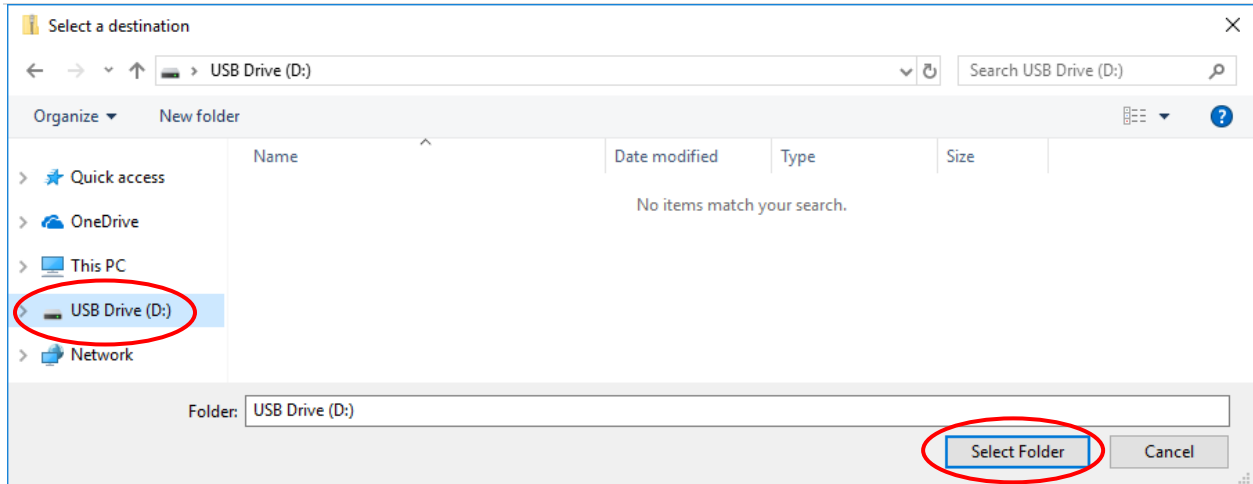 Select a destination
USB Drive (D:) Search USB Drive (D:)
Organize New folder
Name Date modified Type Size
No items match your search.
Quick access
OneDrive
This PC
USB Drive (D:)
Network
Folder: USB Drive (D:)
Select Folder Cancel